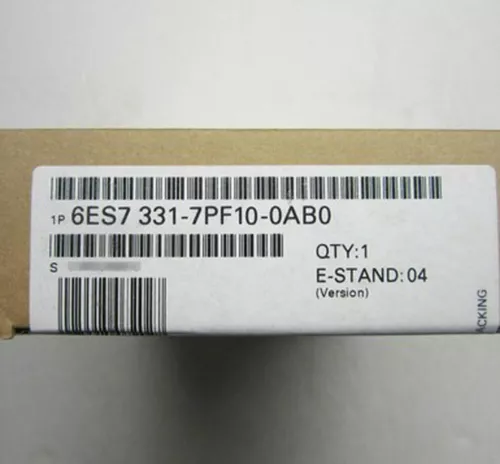 1P 6ES7 331-7PF10-0AB0
S
QTY:1
E-STAND:04
(Version)
ACKING